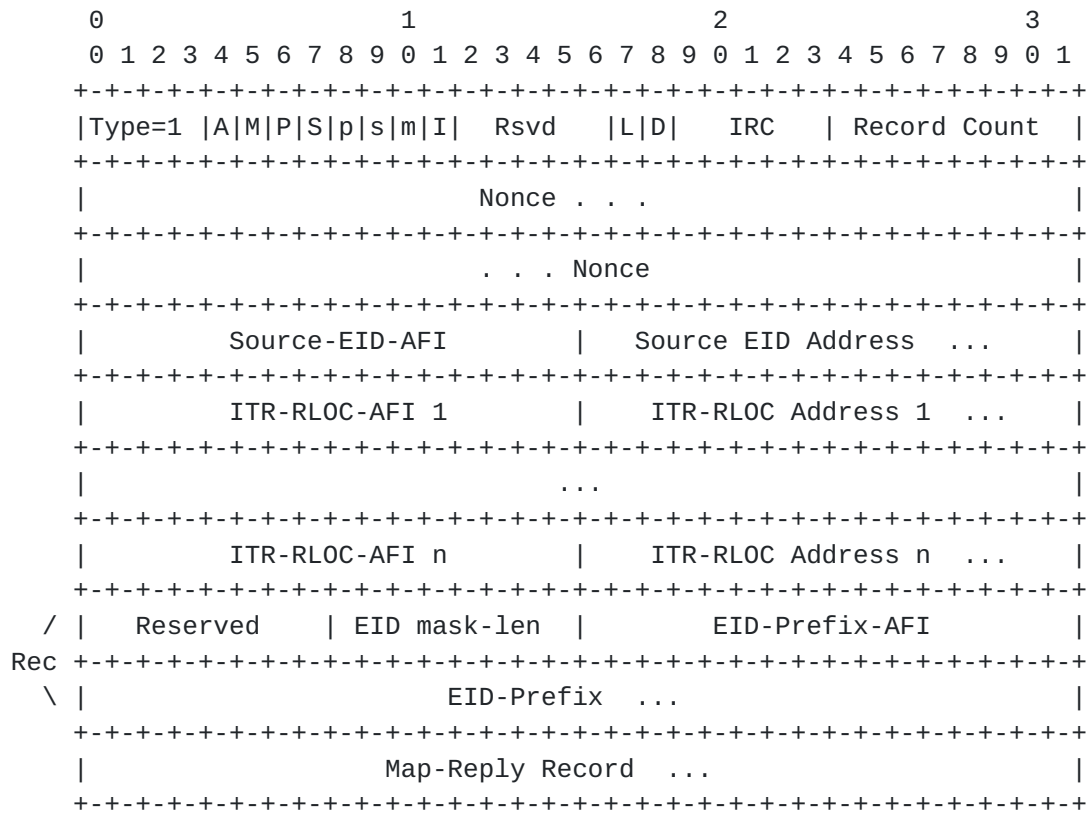 0                   1                   2                   3
 0 1 2 3 4 5 6 7 8 9 0 1 2 3 4 5 6 7 8 9 0 1 2 3 4 5 6 7 8 9 0 1
+-+-+-+-+-+-+-+-+-+-+-+-+-+-+-+-+-+-+-+-+-+-+-+-+-+-+-+-+-+-+-+-+
|Type=1 |A|M|P|S|p|s|m|I|  Rsvd   |L|D|   IRC   | Record Count  |
+-+-+-+-+-+-+-+-+-+-+-+-+-+-+-+-+-+-+-+-+-+-+-+-+-+-+-+-+-+-+-+-+
|                         Nonce . . .                           |
+-+-+-+-+-+-+-+-+-+-+-+-+-+-+-+-+-+-+-+-+-+-+-+-+-+-+-+-+-+-+-+-+
|                         . . . Nonce                           |
+-+-+-+-+-+-+-+-+-+-+-+-+-+-+-+-+-+-+-+-+-+-+-+-+-+-+-+-+-+-+-+-+
|         Source-EID-AFI        |   Source EID Address  ...     |
+-+-+-+-+-+-+-+-+-+-+-+-+-+-+-+-+-+-+-+-+-+-+-+-+-+-+-+-+-+-+-+-+
|         ITR-RLOC-AFI 1        |    ITR-RLOC Address 1  ...    |
+-+-+-+-+-+-+-+-+-+-+-+-+-+-+-+-+-+-+-+-+-+-+-+-+-+-+-+-+-+-+-+-+
|                              ...                              |
+-+-+-+-+-+-+-+-+-+-+-+-+-+-+-+-+-+-+-+-+-+-+-+-+-+-+-+-+-+-+-+-+
|         ITR-RLOC-AFI n        |    ITR-RLOC Address n  ...    |
+-+-+-+-+-+-+-+-+-+-+-+-+-+-+-+-+-+-+-+-+-+-+-+-+-+-+-+-+-+-+-+-+
/ |   Reserved    | EID mask-len  |        EID-Prefix-AFI         |
Rec +-+-+-+-+-+-+-+-+-+-+-+-+-+-+-+-+-+-+-+-+-+-+-+-+-+-+-+-+-+-+-+-+
\ |                       EID-Prefix  ...                         |
+-+-+-+-+-+-+-+-+-+-+-+-+-+-+-+-+-+-+-+-+-+-+-+-+-+-+-+-+-+-+-+-+
|                   Map-Reply Record  ...                       |
+-+-+-+-+-+-+-+-+-+-+-+-+-+-+-+-+-+-+-+-+-+-+-+-+-+-+-+-+-+-+-+-+